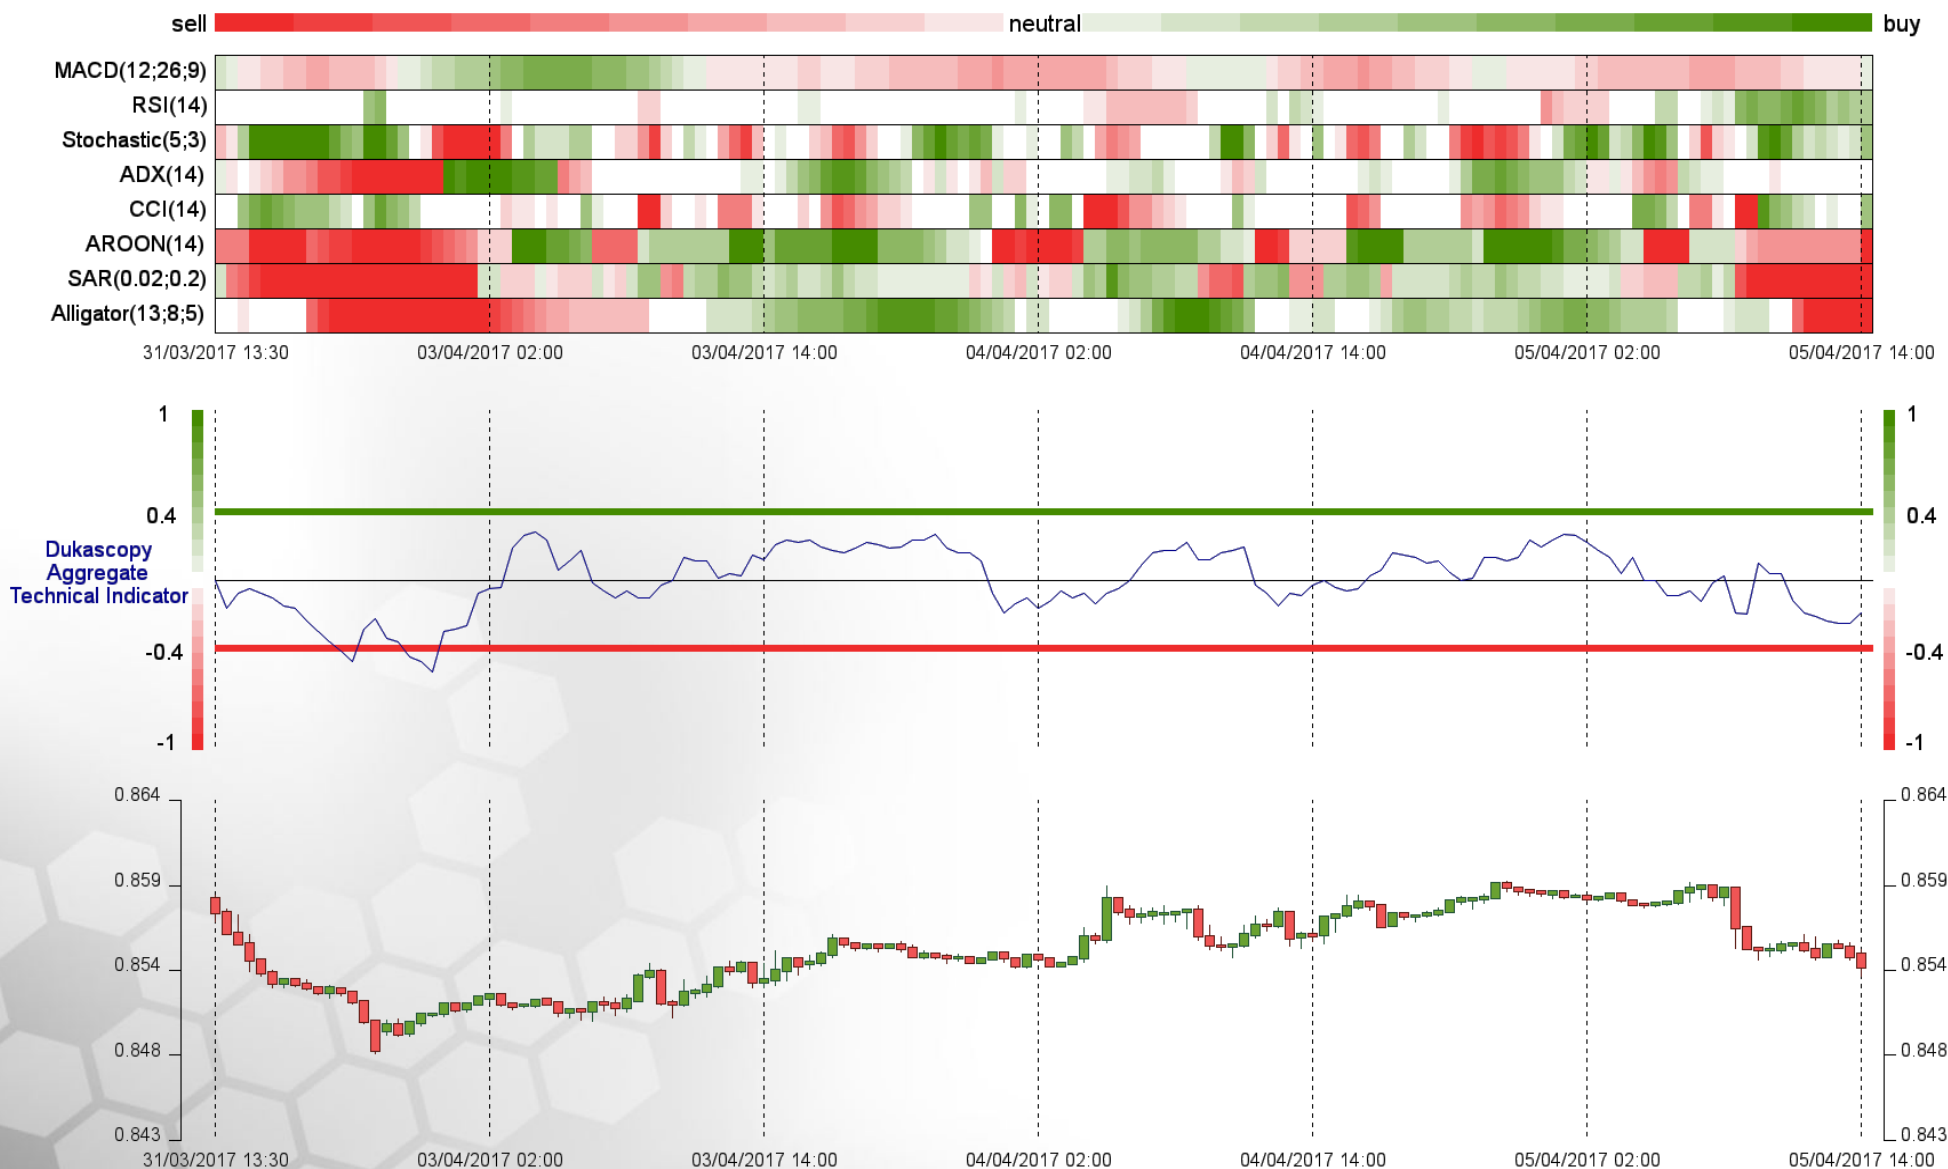 sell neutral buy
MACD(12;26;9)
RSI(14)
Stochastic(5;3)
ADX(14)
CCI(14)
AROON(14)
SAR(0.02;0.2)
Alligator(13;8;5)
31/03/2017 13:30 03/04/2017 02:00 03/04/2017 14:00 04/04/2017 02:00 04/04/2017 14:00 05/04/2017 02:00 05/04/2017 14:00
1 1
0.4 0.4
Dukascopy
Aggregate
Technical Indicator
-0.4 -0.4
-1 -1
0.864 0.864
0.859 0.859
0.854 0.854
0.848 0.848
0.843 0.843
31/03/2017 13:30 03/04/2017 02:00 03/04/2017 14:00 04/04/2017 02:00 04/04/2017 14:00 05/04/2017 02:00 05/04/2017 14:00